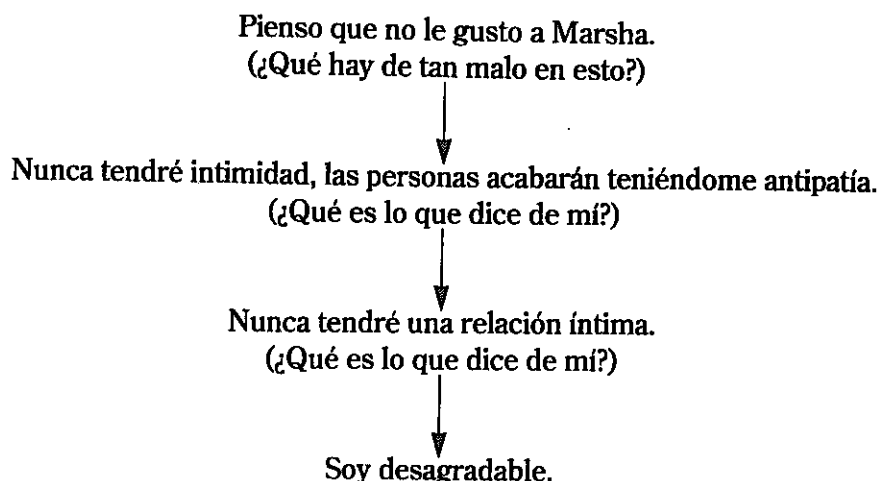 Pienso que no le gusto a Marsha.
(¿Qué hay de tan malo en esto?)
Nunca tendré intimidad, las personas acabarán teniéndome antipatía.
(¿Qué es lo que dice de mí?)
Nunca tendré una relación íntima.
(¿Qué es lo que dice de mí?)
Soy desagradable.